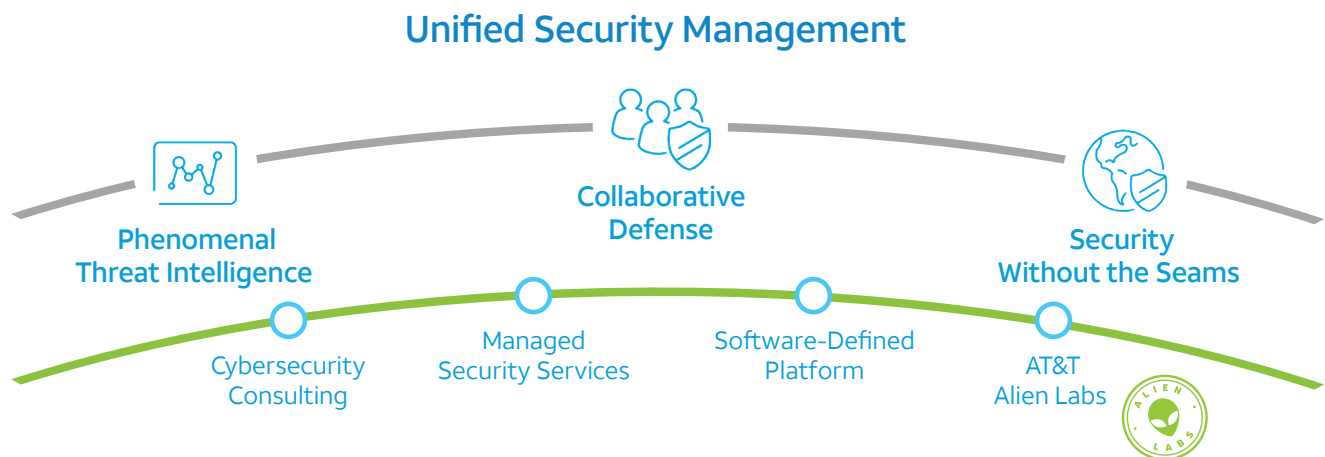 Unified Security Management
Phenomenal
Threat Intelligence
Collaborative
Defense
Security
Without the Seams
Cybersecurity
Consulting
Managed
Security Services
Software-Defined
Platform
AT&T
Alien Labs
ALIEN
LABS